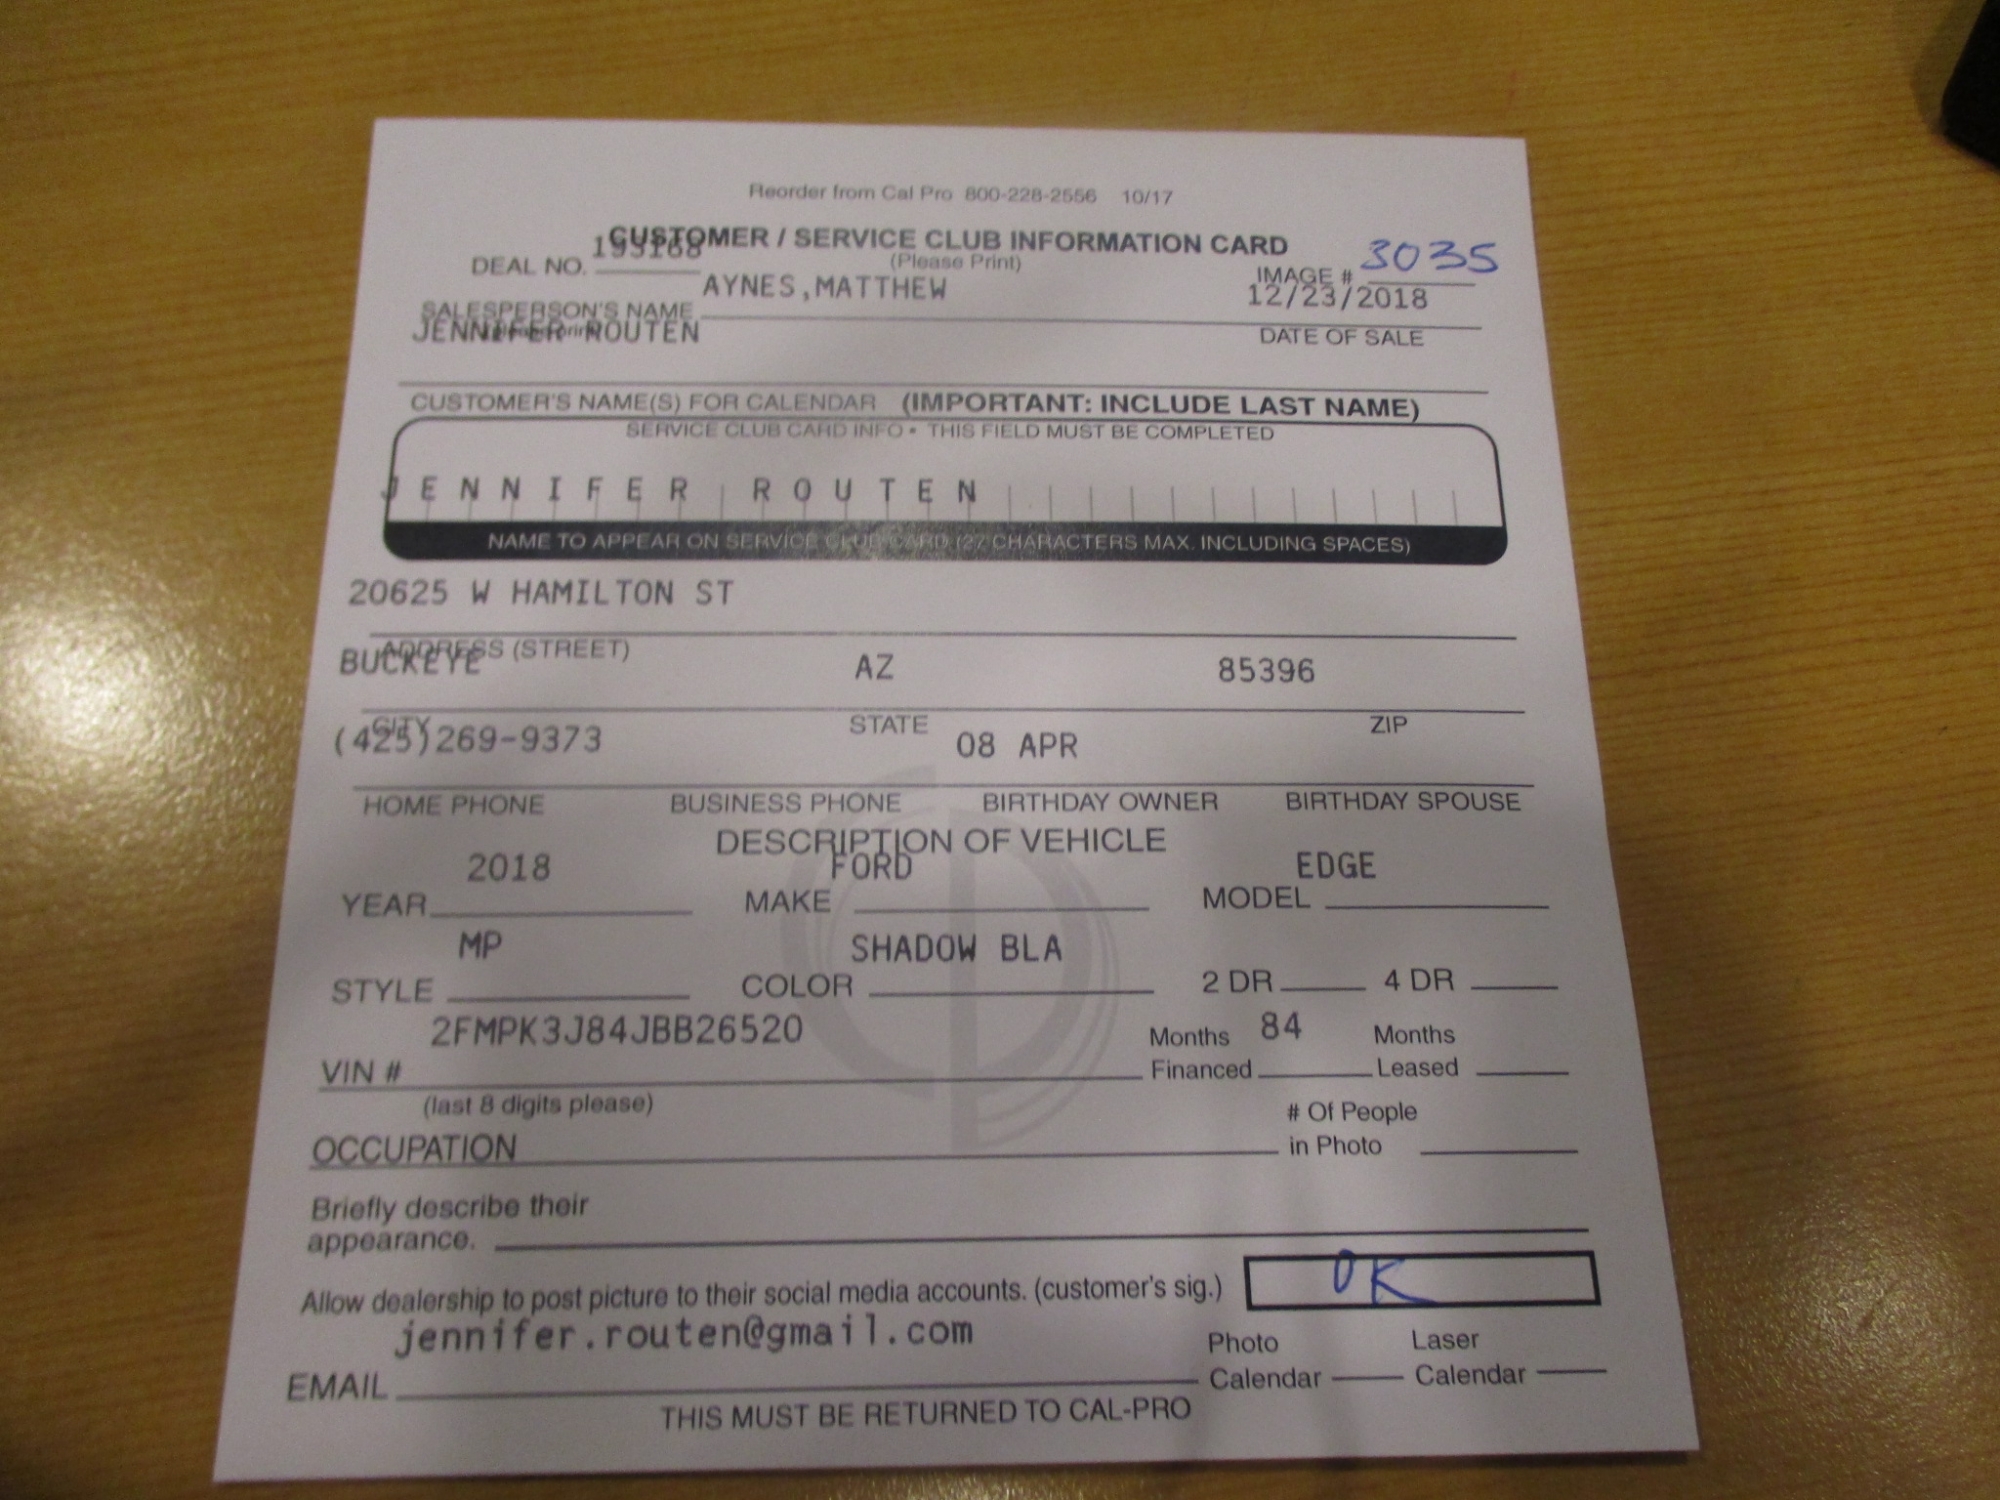 Reorder from Cal Pro 800-228-2556 10/17
CUSTOMER / SERVICE CLUB INFORMATION CARD
(Please Print)
DEAL NO. 193168
IMAGE # 3035
AYNES,MATTHEW
12/23/2018
SALESPERSON'S NAME
(please print)
DATE OF SALE
JENNIFER ROUTEN
CUSTOMER'S NAME(S) FOR CALENDAR (IMPORTANT: INCLUDE LAST NAME)
SERVICE CLUB CARD INFO • THIS FIELD MUST BE COMPLETED
JENNIFER ROUTEN
NAME TO APPEAR ON SERVICE CLUB CARD (27 CHARACTERS MAX. INCLUDING SPACES)
20625 W HAMILTON ST
ADDRESS (STREET)
BUCKEYE AZ 85396
CITY STATE ZIP
(425)269-9373 08 APR
HOME PHONE BUSINESS PHONE BIRTHDAY OWNER BIRTHDAY SPOUSE
DESCRIPTION OF VEHICLE
2018 FORD EDGE
YEAR MAKE MODEL
MP SHADOW BLA
STYLE COLOR 2 DR 4 DR
2FMPK3J84JBB26520
VIN #
(last 8 digits please)
Months Financed 84 Months Leased
OCCUPATION
# Of People in Photo
Briefly describe their
appearance.
Allow dealership to post picture to their social media accounts. (customer's sig.) OK
jennifer.routen@gmail.com
EMAIL
Photo Calendar Laser Calendar
THIS MUST BE RETURNED TO CAL-PRO